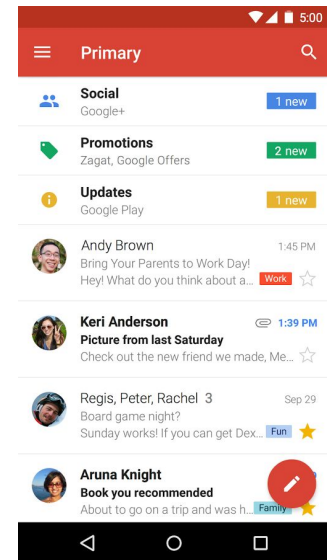 5:00
Primary
Social
Google+
1 new
Promotions
Zagat, Google Offers
2 new
Updates
Google Play
1 new
Andy Brown 1:45 PM
Bring Your Parents to Work Day!
Hey! What do you think about a... Work
Keri Anderson 1:39 PM
Picture from last Saturday
Check out the new friend we made, Me...
Regis, Peter, Rachel 3 Sep 29
Board game night?
Sunday works! If you can get Dex... Fun
Aruna Knight
Book you recommended
About to go on a trip and was h... Family